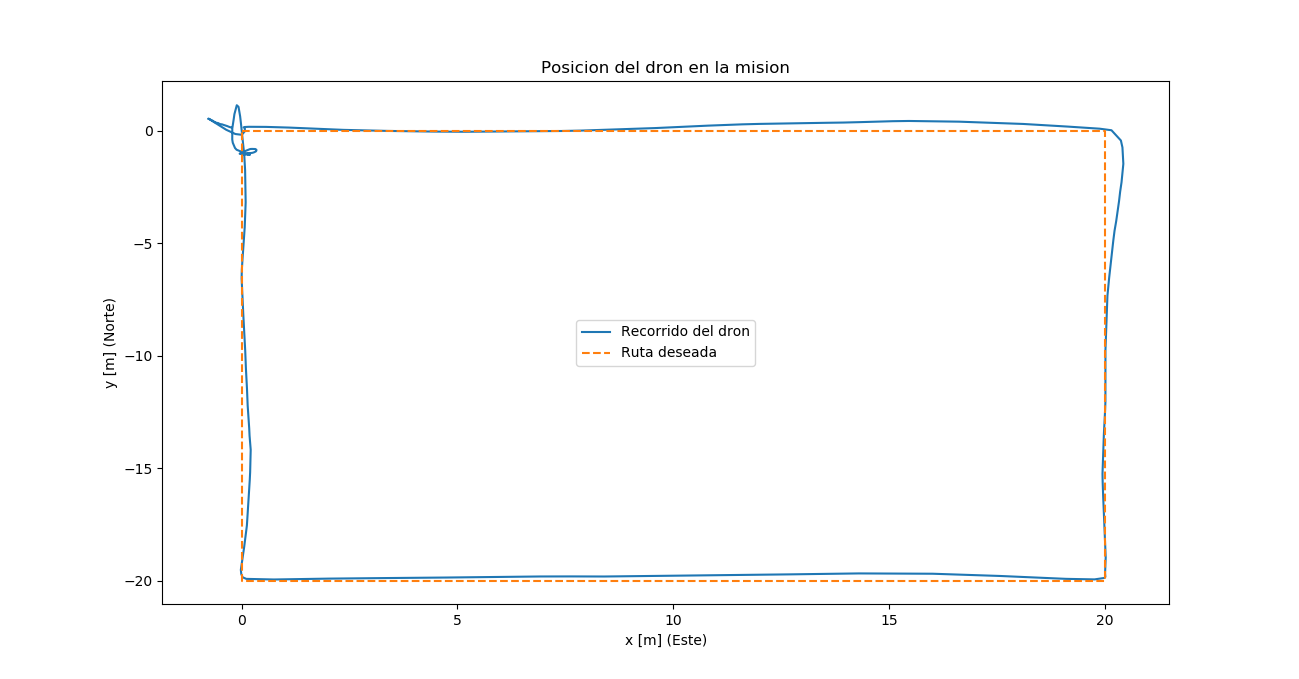 Posicion del dron en la mision
0
−5
−10
−15
−20
y [m] (Norte)
Recorrido del dron
Ruta deseada
0 5 10 15 20
x [m] (Este)